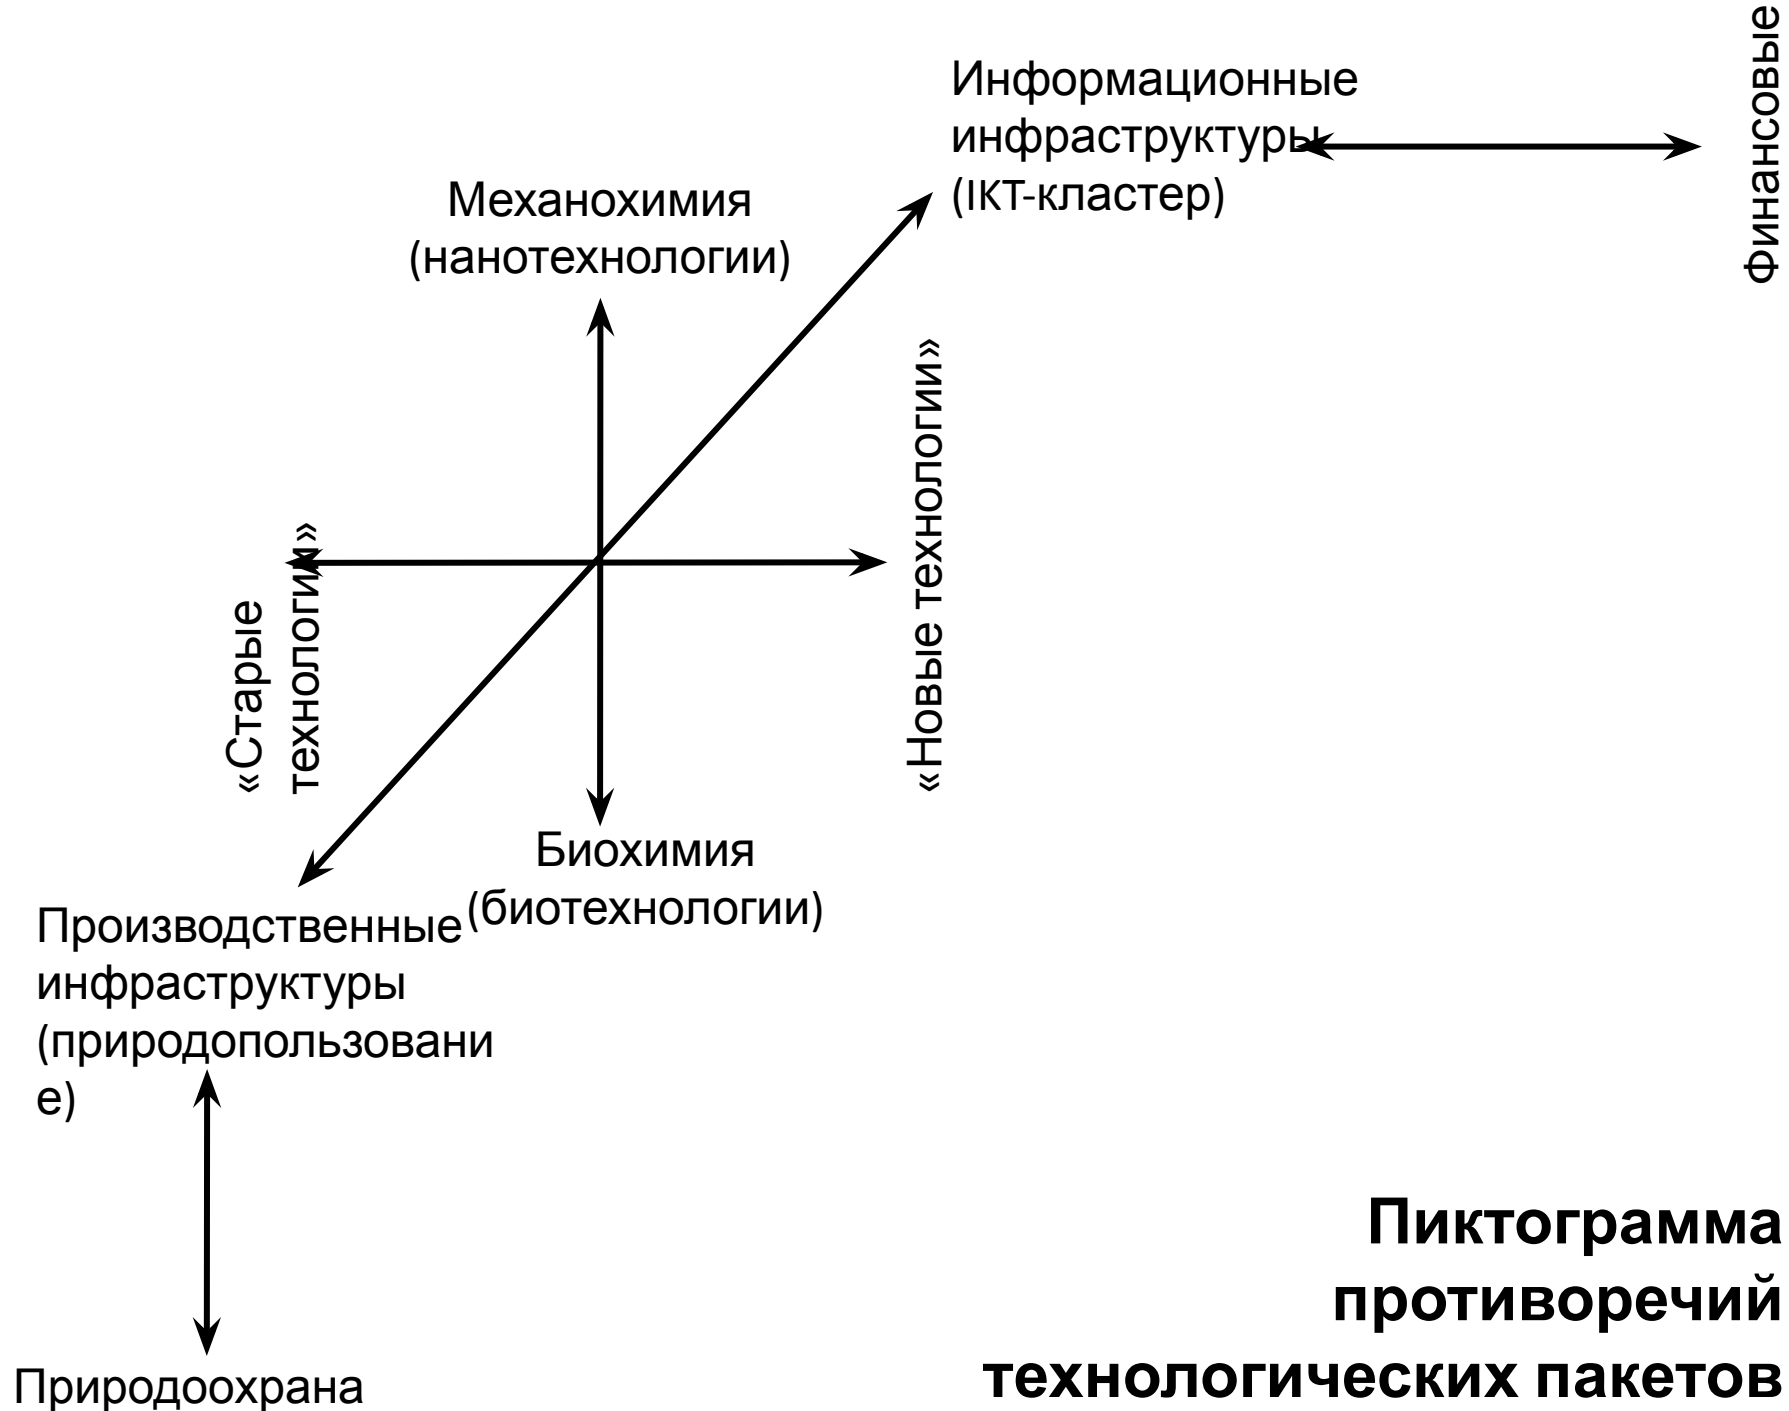 Информационные
инфраструктуры
(IКТ-кластер)
Финансовые
Механохимия
(нанотехнологии)
«Старые
технологии»
«Новые технологии»
Биохимия
(биотехнологии)
Производственные
инфраструктуры
(природопользовани
е)
Природоохрана
Пиктограмма
противоречий
технологических пакетов